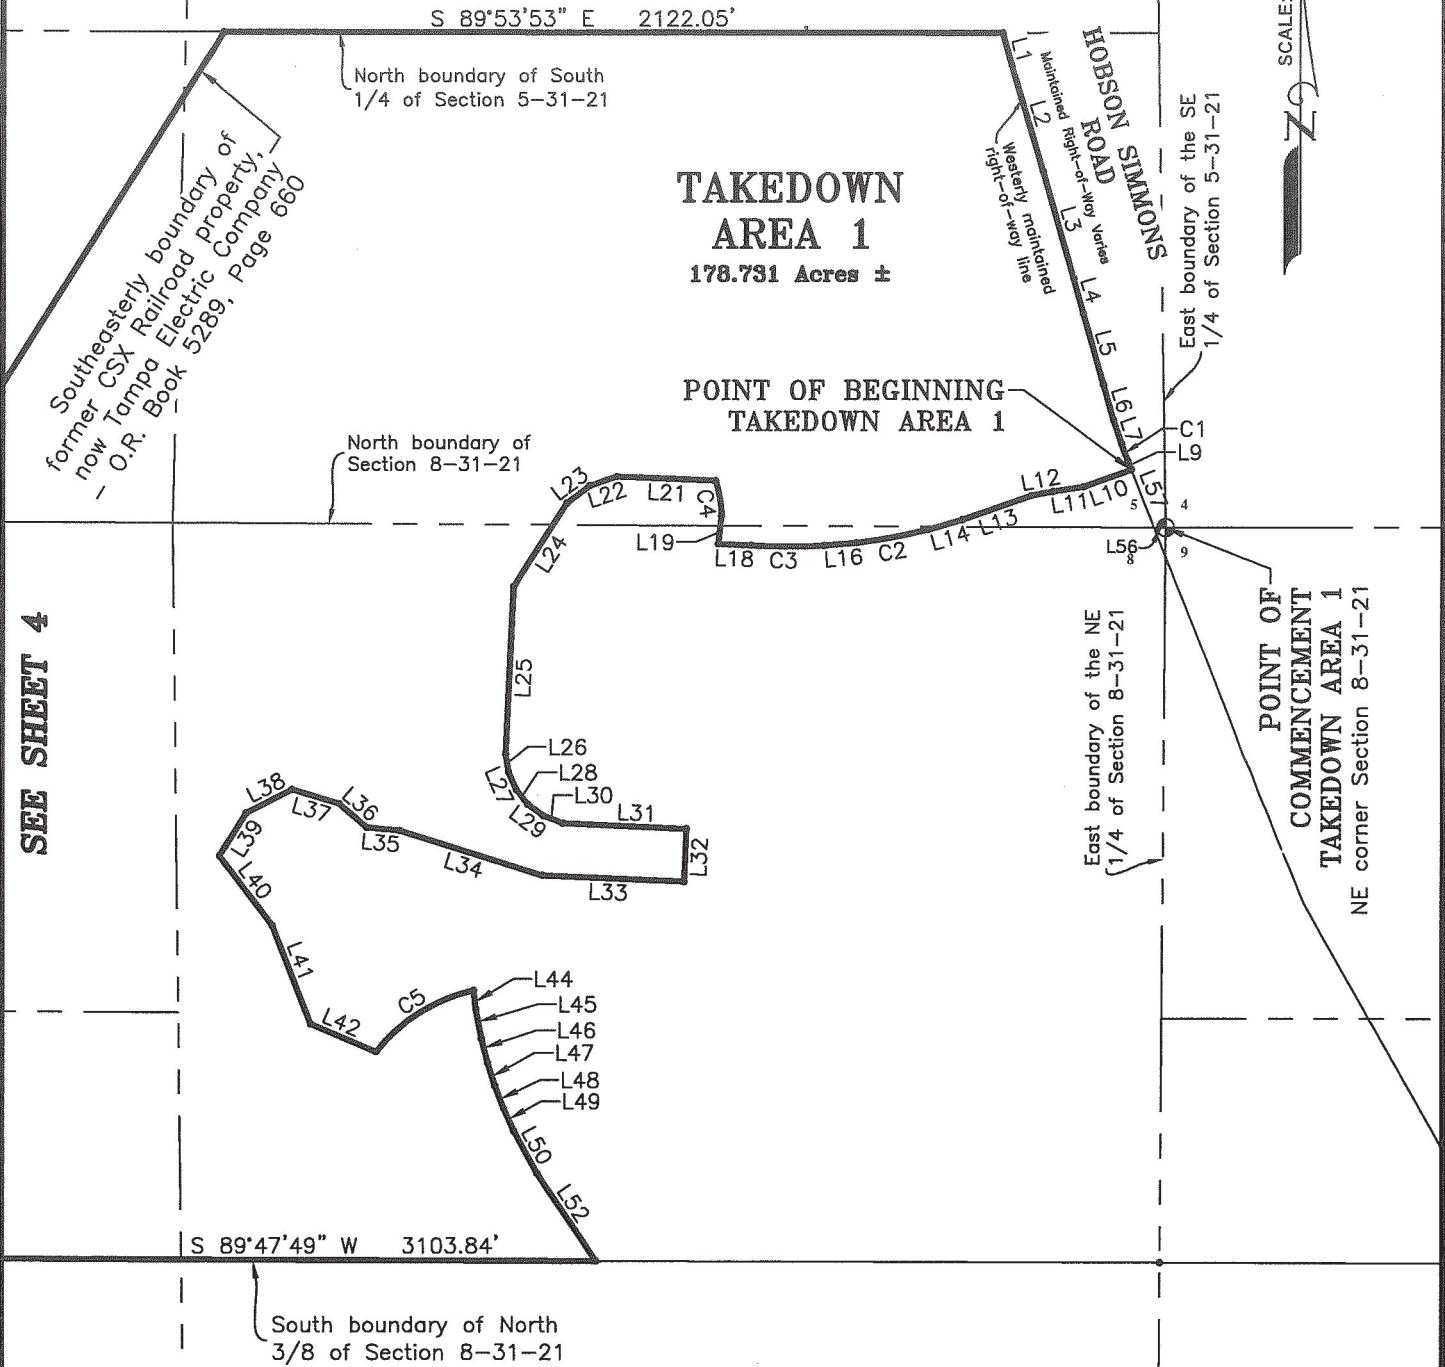 S 89°53'53" E 2122.05'
North boundary of South
1/4 of Section 5-31-21
Southeasterly boundary of
former CSX Railroad property,
now Tampa Electric Company
- O.R. Book 5289, Page 660
TAKEDOWN
AREA 1
178.731 Acres ±
L1
L2
L3
L4
L5
L6
L7
Maintained Right-of-Way Varies
Westerly maintained
right-of-way line
HOBSON SIMMONS
ROAD
East boundary of the SE
1/4 of Section 5-31-21
SCALE:
N
POINT OF BEGINNING
TAKEDOWN AREA 1
C1
L9
L57
5
4
L56
8
9
North boundary of
Section 8-31-21
L10
L11
L12
L13
L14
C2
L16
C3
L18
L19
C4
L21
L22
L23
L24
L25
L26
L27
L28
L29
L30
L31
L32
L33
L34
L35
L36
L37
L38
L39
L40
L41
L42
C5
L44
L45
L46
L47
L48
L49
L50
L52
SEE SHEET 4
East boundary of the NE
1/4 of Section 8-31-21
POINT OF
COMMENCEMENT
TAKEDOWN AREA 1
NE corner Section 8-31-21
S 89°47'49" W 3103.84'
South boundary of North
3/8 of Section 8-31-21